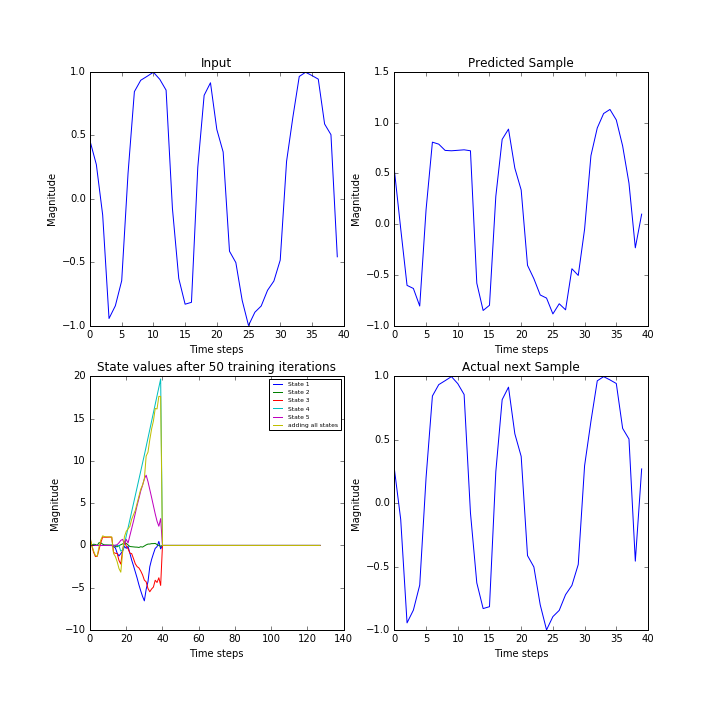 Input
1.0
0.5
0.0
−0.5
−1.0
0 5 10 15 20 25 30 35 40
Magnitude
Time steps
Predicted Sample
1.5
1.0
0.5
0.0
−0.5
−1.0
0 5 10 15 20 25 30 35 40
Magnitude
Time steps
State values after 50 training iterations
20
15
10
5
0
−5
−10
0 20 40 60 80 100 120 140
Magnitude
Time steps
State 1
State 2
State 3
State 4
State 5
adding all states
Actual next Sample
1.0
0.5
0.0
−0.5
−1.0
0 5 10 15 20 25 30 35 40
Magnitude
Time steps